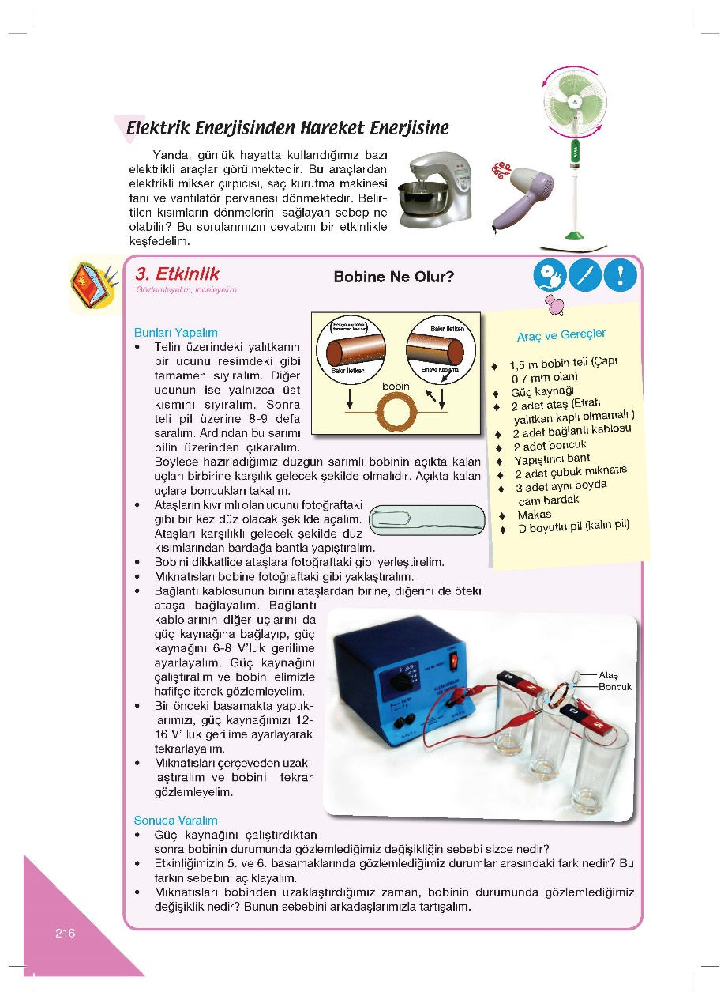 Elektrik Enerjisinden Hareket Enerjisine
Yanda, günlük hayatta kullandığımız bazı
elektrikli araçlar görülmektedir. Bu araçlardan
elektrikli mikser çırpıcısı, saç kurutma makinesi
fanı ve vantilatör pervanesi dönmektedir. Belir-
tilen kısımların dönmelerini sağlayan sebep ne
olabilir? Bu sorularımızın cevabını bir etkinlikle
keşfedelim.
3. Etkinlik
Gözlemleyelim, İnceleyelim
Bobine Ne Olur?
Bunları Yapalım
• Telin üzerindeki yalıtkanın
bir ucunu resimdeki gibi
tamamen sıyıralım. Diğer
ucunun ise yalnızca üst
kısmını sıyıralım. Sonra
teli pil üzerine 8-9 defa
saralım. Ardından bu sarımı
pilin üzerinden çıkaralım.
Böylece hazırladığımız düzgün sarımlı bobinin açıkta kalan
uçları birbirine karşılık gelecek şekilde olmalıdır. Açıkta kalan
uçlara boncukları takalım.
• Ataşların kıvrımlı olan ucunu fotoğraftaki
gibi bir kez düz olacak şekilde açalım.
Ataşları karşılıklı gelecek şekilde düz
kısımlarından bardağa bantla yapıştıralım.
• Bobini dikkatlice ataşlara fotoğraftaki gibi yerleştirelim.
• Mıknatısları bobine fotoğraftaki gibi yaklaştıralım.
• Bağlantı kablosunun birini ataşlardan birine, diğerini de öteki
ataşa bağlayalım. Bağlantı
kablolarının diğer uçlarını da
güç kaynağına bağlayıp, güç
kaynağını 6-8 V'luk gerilime
ayarlayalım. Güç kaynağını
çalıştıralım ve bobini elimizle
hafifçe iterek gözlemleyelim.
• Bir önceki basamakta yaptık-
larımızı, güç kaynağımızı 12-
16 V' luk gerilime ayarlayarak
tekrarlayalım.
• Mıknatısları çerçeveden uzak-
laştıralım ve bobini tekrar
gözlemleyelim.
Bakır İletken
Bakır İletken
Emaye Kaplama
bobin
Araç ve Gereçler
♦ 1,5 m bobin teli (Çapı
0,7 mm olan)
♦ Güç kaynağı
♦ 2 adet ataş (Etrafı
yalıtkan kaplı olmamalı.)
♦ 2 adet bağlantı kablosu
♦ 2 adet boncuk
♦ Yapıştırıcı bant
♦ 2 adet çubuk mıknatıs
♦ 3 adet aynı boyda
cam bardak
♦ Makas
♦ D boyutlu pil (kalın pil)
Ataş
Boncuk
S
N
S
N
Sonuca Varalım
• Güç kaynağını çalıştırdıktan
sonra bobinin durumunda gözlemlediğimiz değişikliğin sebebi sizce nedir?
• Etkinliğimizin 5. ve 6. basamaklarında gözlemlediğimiz durumlar arasındaki fark nedir? Bu
farkın sebebini açıklayalım.
• Mıknatısları bobinden uzaklaştırdığımız zaman, bobinin durumunda gözlemlediğimiz
değişiklik nedir? Bunun sebebini arkadaşlarımızla tartışalım.
216